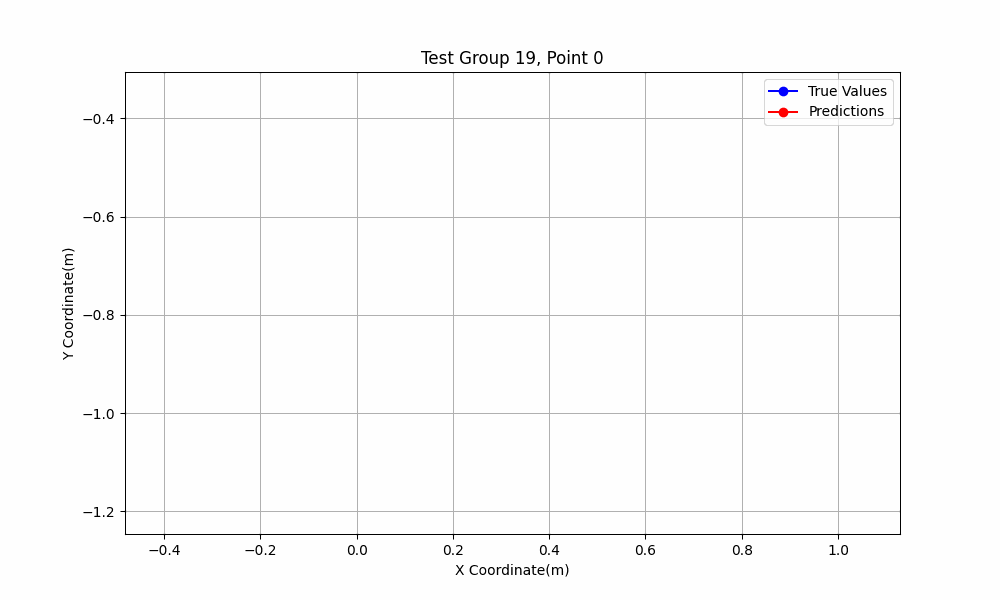 Test Group 19, Point 0
True Values
Predictions
−0.4
−0.6
−0.8
−1.0
−1.2
Y Coordinate(m)
−0.4 −0.2 0.0 0.2 0.4 0.6 0.8 1.0
X Coordinate(m)